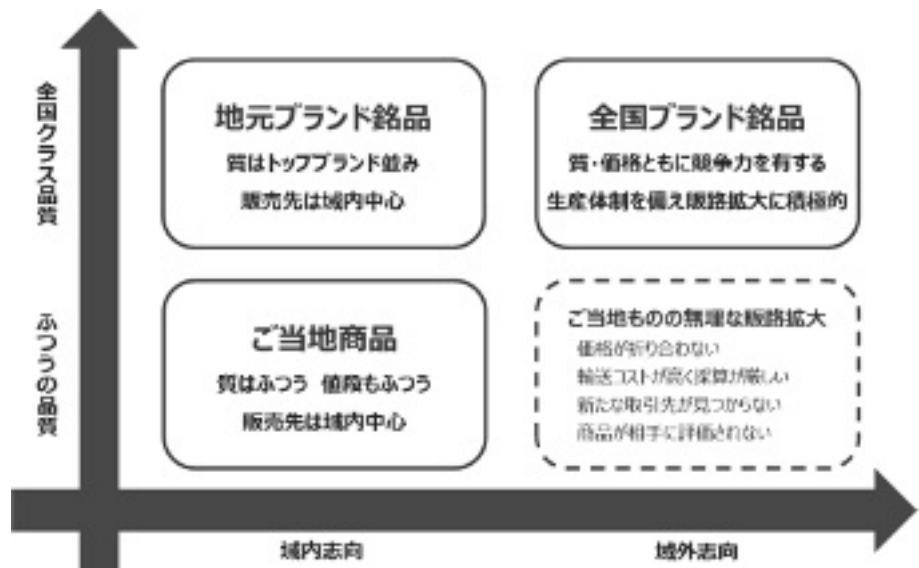 全国クラス品質
ふつうの品質
地元ブランド銘品
質はトップブランド並み
販売先は域内中心
全国ブランド銘品
質・価格ともに競争力を有する
生産体制を備え販路拡大に積極的
ご当地商品
質はふつう 値段もふつう
販売先は域内中心
ご当地ものの無理な販路拡大
価格が折り合わない
輸送コストが高く採算が厳しい
新たな取引先が見つからない
商品が相手に評価されない
域内志向
域外志向